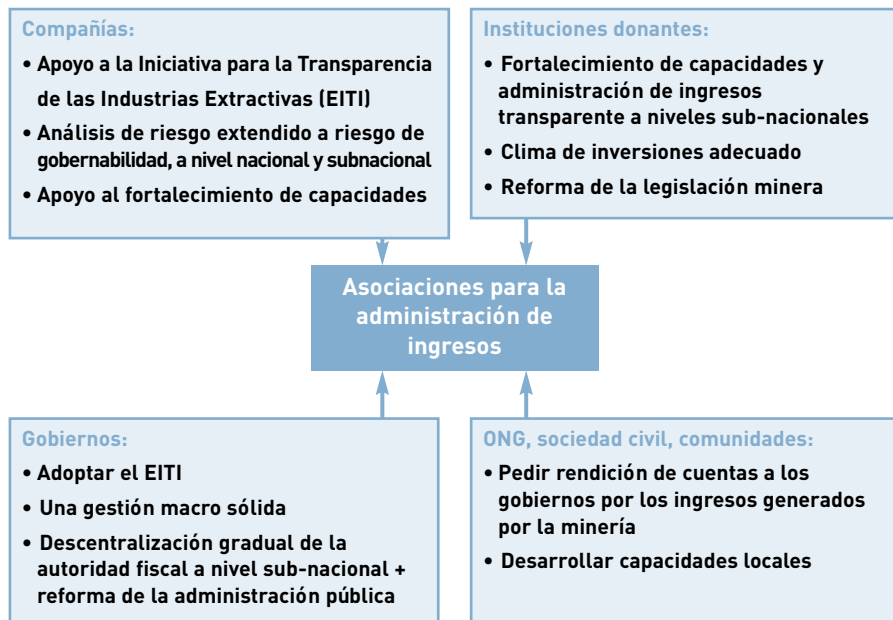 Compañías:
• Apoyo a la Iniciativa para la Transparencia
de las Industrias Extractivas (EITI)
• Análisis de riesgo extendido a riesgo de
gobernabilidad, a nivel nacional y subnacional
• Apoyo al fortalecimiento de capacidades
Instituciones donantes:
• Fortalecimiento de capacidades y
administración de ingresos
transparente a niveles sub-nacionales
• Clima de inversiones adecuado
• Reforma de la legislación minera
Asociaciones para la
administración de
ingresos
Gobiernos:
• Adoptar el EITI
• Una gestión macro sólida
• Descentralización gradual de la
autoridad fiscal a nivel sub-nacional +
reforma de la administración pública
ONG, sociedad civil, comunidades:
• Pedir rendición de cuentas a los
gobiernos por los ingresos generados
por la minería
• Desarrollar capacidades locales